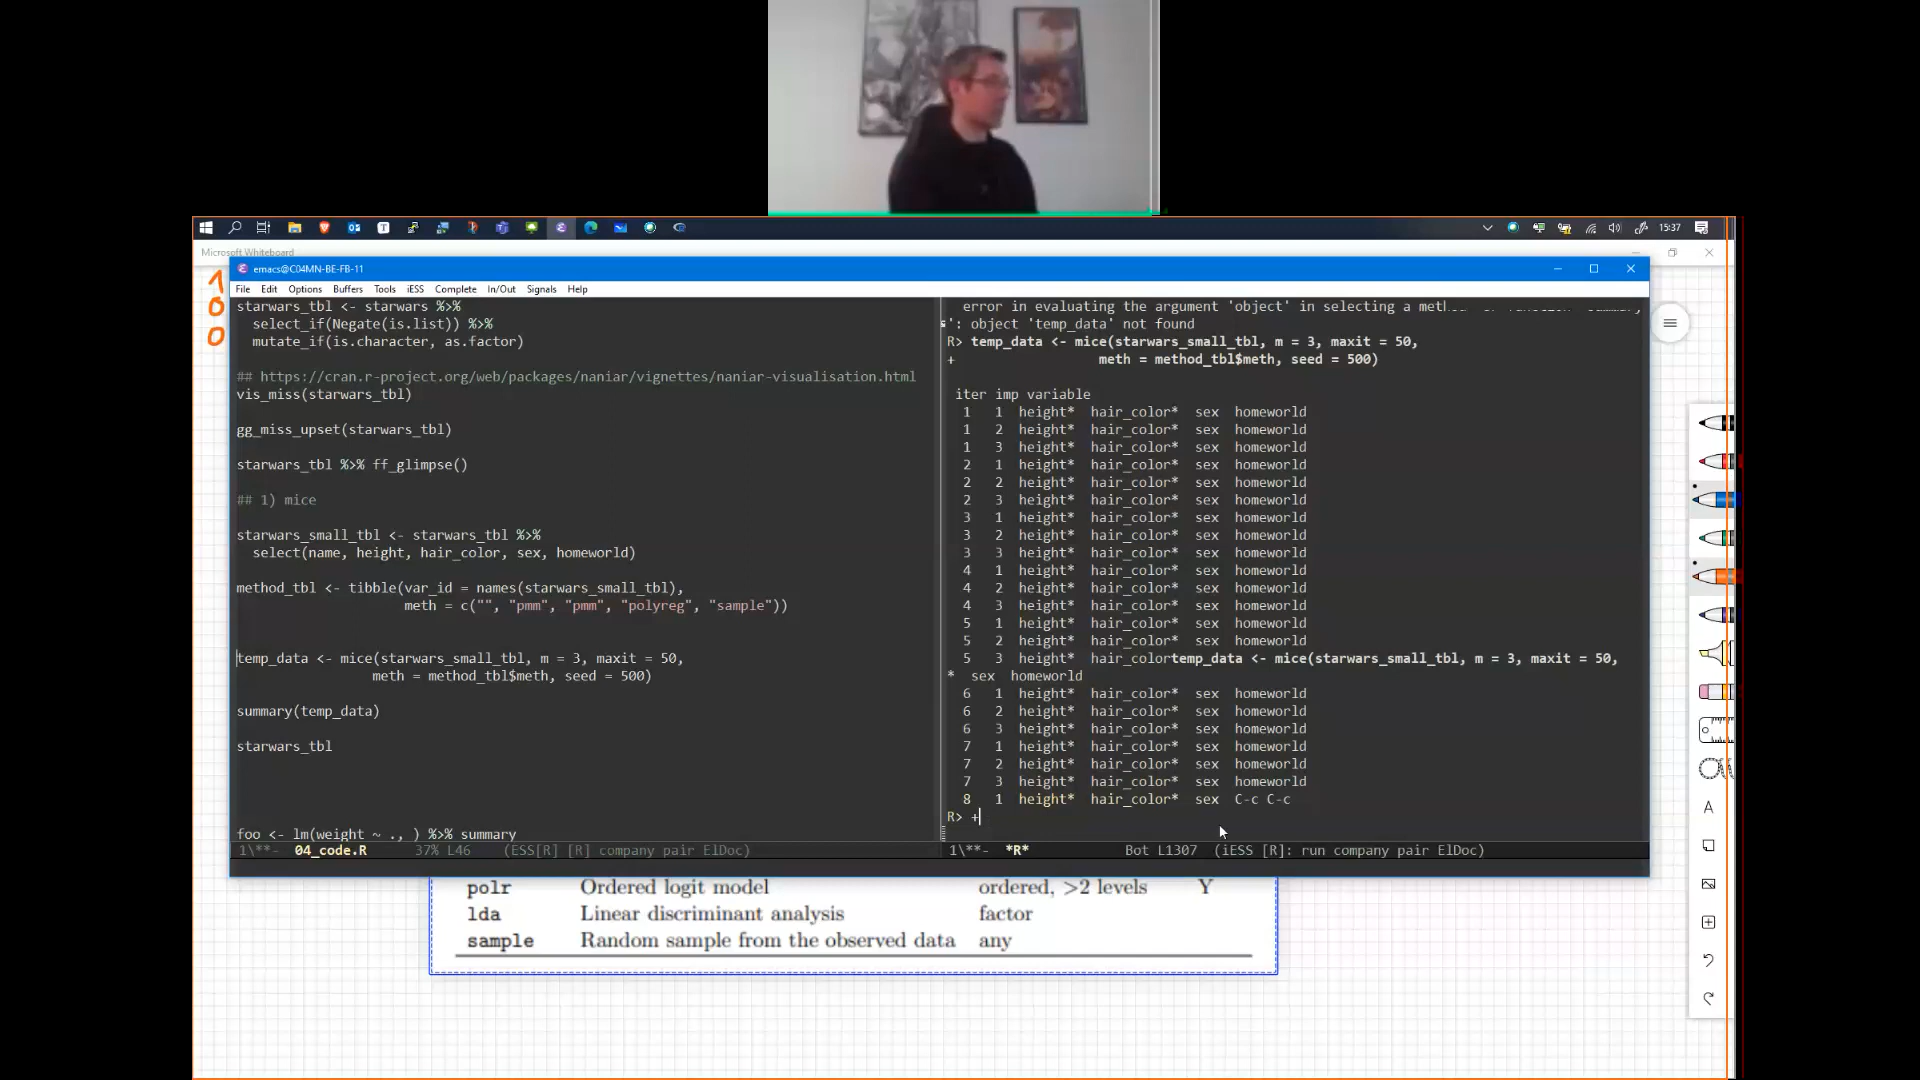 15:37
Microsoft Whiteboard
1
0
0
emacs@C04MN-BE-FB-11
File Edit Options Buffers Tools iESS Complete In/Out Signals Help
starwars_tbl <- starwars %>%
select_if(Negate(is.list)) %>%
mutate_if(is.character, as.factor)
## https://cran.r-project.org/web/packages/naniar/vignettes/naniar-visualisation.html
vis_miss(starwars_tbl)
gg_miss_upset(starwars_tbl)
starwars_tbl %>% ff_glimpse()
## 1) mice
starwars_small_tbl <- starwars_tbl %>%
select(name, height, hair_color, sex, homeworld)
method_tbl <- tibble(var_id = names(starwars_small_tbl),
meth = c("", "pmm", "pmm", "polyreg", "sample"))
temp_data <- mice(starwars_small_tbl, m = 3, maxit = 50,
meth = method_tbl$meth, seed = 500)
summary(temp_data)
starwars_tbl
foo <- lm(weight ~ ., ) %>% summary
1\**- 04_code.R 37% L46 (ESS[R] [R] company pair ElDoc)
error in evaluating the argument 'object' in selecting a
': object 'temp_data' not found
R> temp_data <- mice(starwars_small_tbl, m = 3, maxit = 50,
+ meth = method_tbl$meth, seed = 500)
iter imp variable
1 1 height* hair_color* sex homeworld
1 2 height* hair_color* sex homeworld
1 3 height* hair_color* sex homeworld
2 1 height* hair_color* sex homeworld
2 2 height* hair_color* sex homeworld
2 3 height* hair_color* sex homeworld
3 1 height* hair_color* sex homeworld
3 2 height* hair_color* sex homeworld
3 3 height* hair_color* sex homeworld
4 1 height* hair_color* sex homeworld
4 2 height* hair_color* sex homeworld
4 3 height* hair_color* sex homeworld
5 1 height* hair_color* sex homeworld
5 2 height* hair_color* sex homeworld
5 3 height* hair_colortemp_data <- mice(starwars_small_tbl, m = 3, maxit = 50,
* sex homeworld
6 1 height* hair_color* sex homeworld
6 2 height* hair_color* sex homeworld
6 3 height* hair_color* sex homeworld
7 1 height* hair_color* sex homeworld
7 2 height* hair_color* sex homeworld
7 3 height* hair_color* sex homeworld
8 1 height* hair_color* sex C-c C-c
R> +
1\**- *R* Bot L1307 (iESS [R]: run company pair ElDoc)
polr Ordered logit model ordered, >2 levels Y
lda Linear discriminant analysis factor
sample Random sample from the observed data any